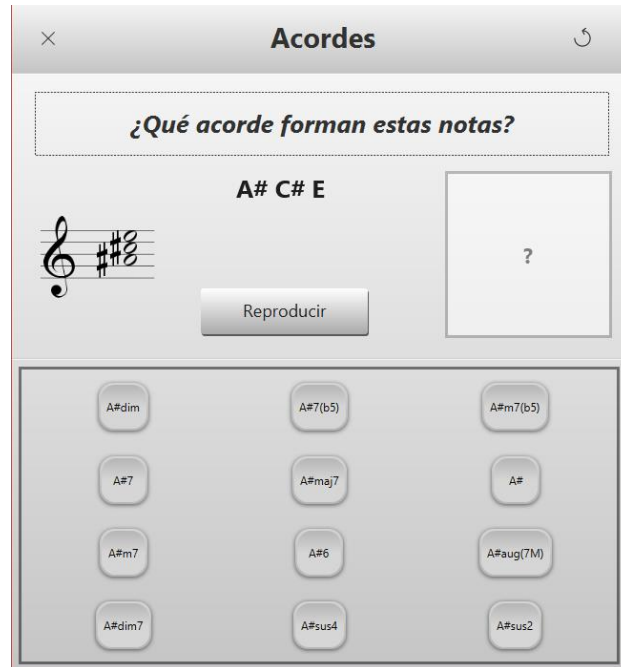 Acordes
¿Qué acorde forman estas notas?
A# C# E
?
Reproducir
A#dim
A#7(b5)
A#m7(b5)
A#7
A#maj7
A#
A#m7
A#6
A#aug(7M)
A#dim7
A#sus4
A#sus2